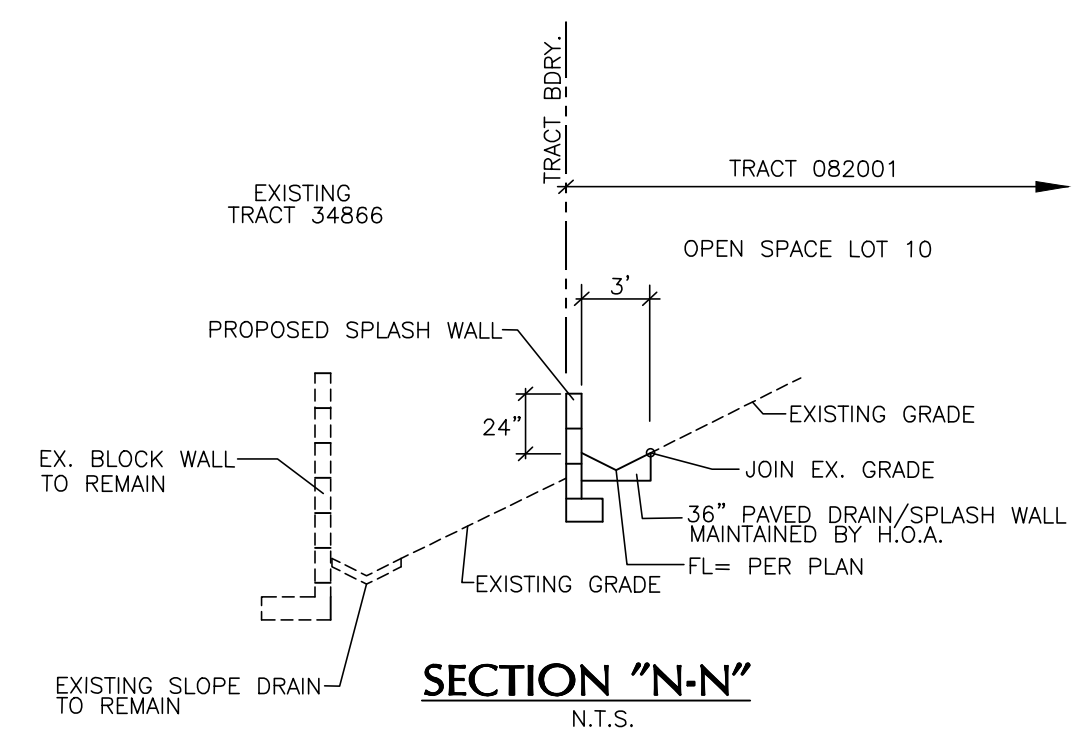 TRACT BDRY.
TRACT 082001
EXISTING
TRACT 34866
OPEN SPACE LOT 10
3'
PROPOSED SPLASH WALL
24"
EXISTING GRADE
EX. BLOCK WALL
TO REMAIN
JOIN EX. GRADE
36" PAVED DRAIN/SPLASH WALL
MAINTAINED BY H.O.A.
FL= PER PLAN
EXISTING GRADE
EXISTING SLOPE DRAIN
TO REMAIN
SECTION "N-N"
N.T.S.